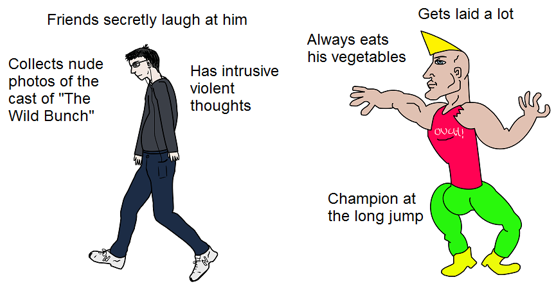 Friends secretly laugh at him
Collects nude
photos of the
cast of "The
Wild Bunch"
Has intrusive
violent
thoughts
Gets laid a lot
Always eats
his vegetables
Champion at
the long jump